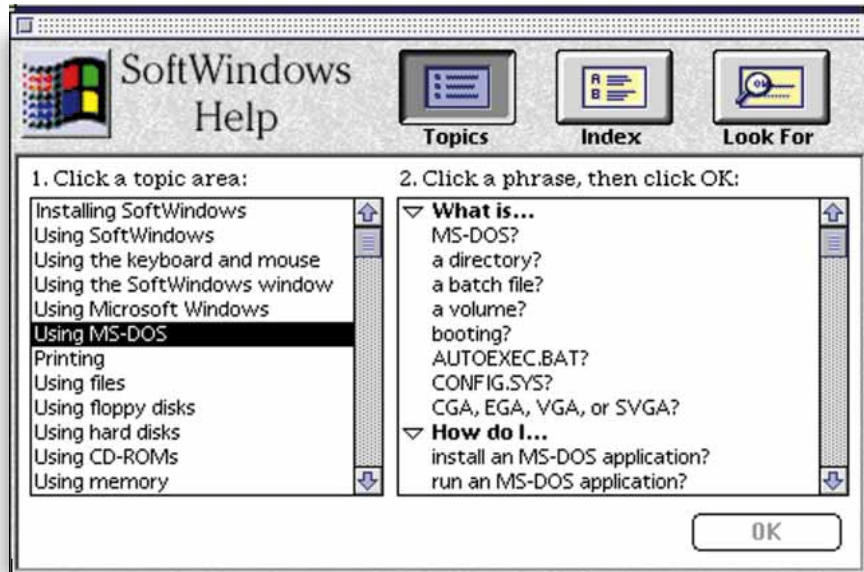 SoftWindows
Help
Topics
Index
Look For
1. Click a topic area:
Installing SoftWindows
Using SoftWindows
Using the keyboard and mouse
Using the SoftWindows window
Using Microsoft Windows
Using MS-DOS
Printing
Using files
Using floppy disks
Using hard disks
Using CD-ROMs
Using memory
2. Click a phrase, then click OK:
What is...
MS-DOS?
a directory?
a batch file?
a volume?
booting?
AUTOEXEC.BAT?
CONFIG.SYS?
CGA, EGA, VGA, or SVGA?
How do I...
install an MS-DOS application?
run an MS-DOS application?
OK